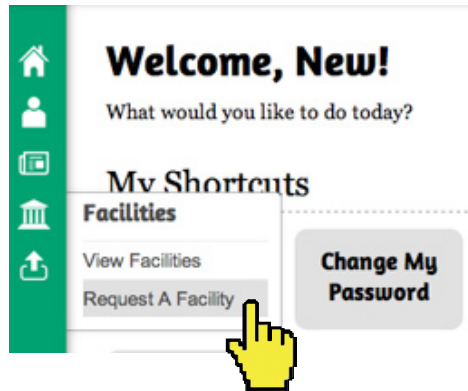 Welcome, New!
What would you like to do today?
My Shortcuts
Facilities
View Facilities
Request A Facility
Change My
Password